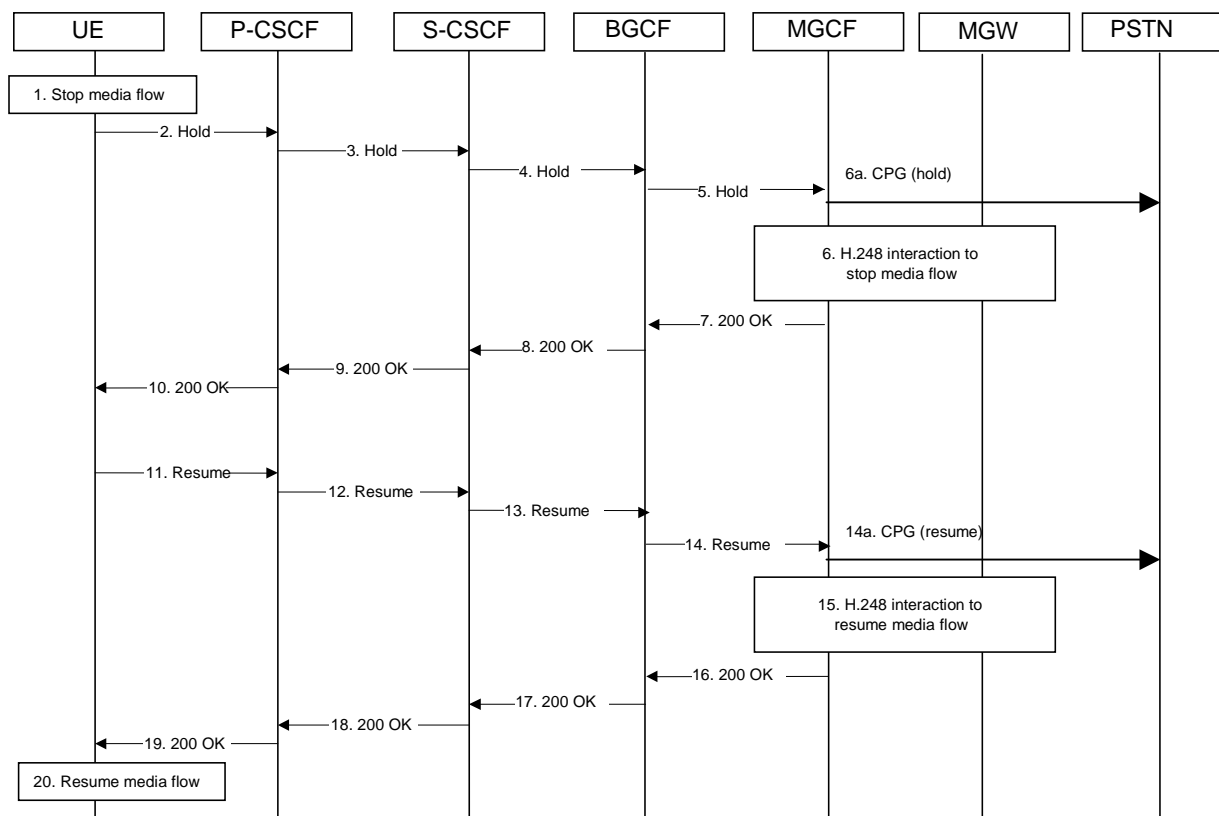 UE
P-CSCF
S-CSCF
BGCF
MGCF
MGW
PSTN
1. Stop media flow
2. Hold
3. Hold
4. Hold
5. Hold
6a. CPG (hold)
6. H.248 interaction to
stop media flow
7. 200 OK
8. 200 OK
9. 200 OK
10. 200 OK
11. Resume
12. Resume
13. Resume
14. Resume
14a. CPG (resume)
15. H.248 interaction to
resume media flow
16. 200 OK
17. 200 OK
18. 200 OK
19. 200 OK
20. Resume media flow